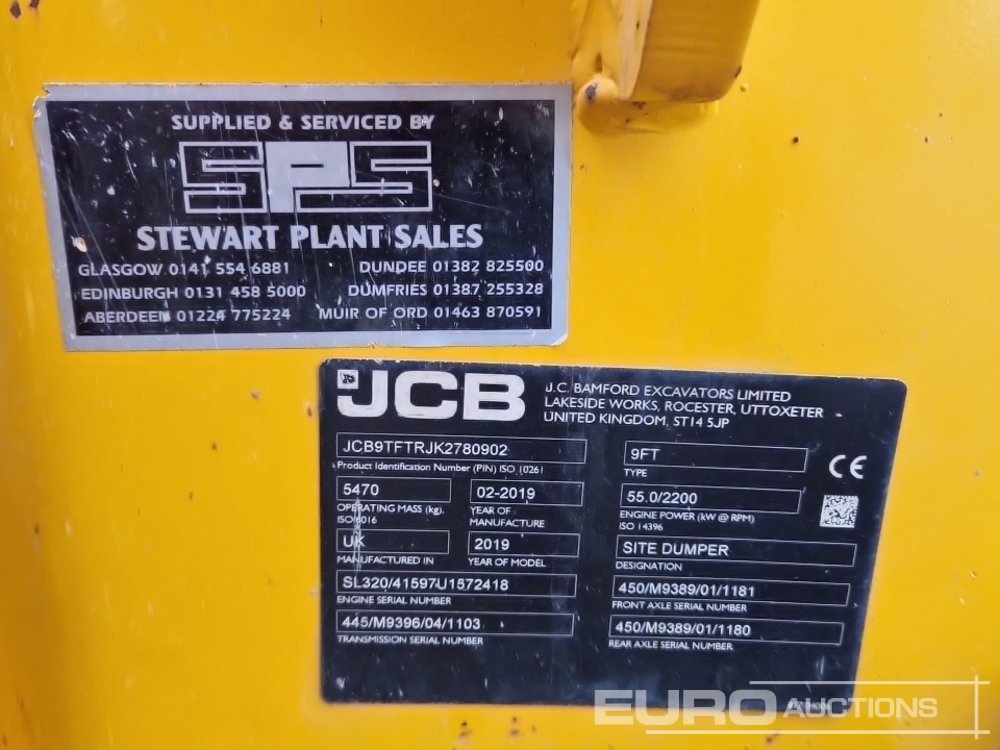 SUPPLIED & SERVICED BY
SPS
STEWART PLANT SALES
GLASGOW 0141 554 6881 DUNDEE 01382 825500
EDINBURGH 0131 458 5000 DUMFRIES 01387 255328
ABERDEEN 01224 775224 MUIR OF ORD 01463 870591
JCB
J.C. BAMFORD EXCAVATORS LIMITED
LAKESIDE WORKS, ROCESTER, UTTOXETER
UNITED KINGDOM, ST14 5JP
JCB9TFTRJK2780902
Product Identification Number (PIN) ISO 10261
9FT
TYPE
CE
5470
OPERATING MASS (kg).
ISO 6016
02-2019
YEAR OF
MANUFACTURE
55.0/2200
ENGINE POWER (kW @ RPM)
ISO 14396
UK
MANUFACTURED IN
2019
YEAR OF MODEL
SITE DUMPER
DESIGNATION
SL320/41597U1572418
ENGINE SERIAL NUMBER
450/M9389/01/1181
FRONT AXLE SERIAL NUMBER
445/M9396/04/1103
TRANSMISSION SERIAL NUMBER
450/M9389/01/1180
REAR AXLE SERIAL NUMBER
EURO AUCTIONS